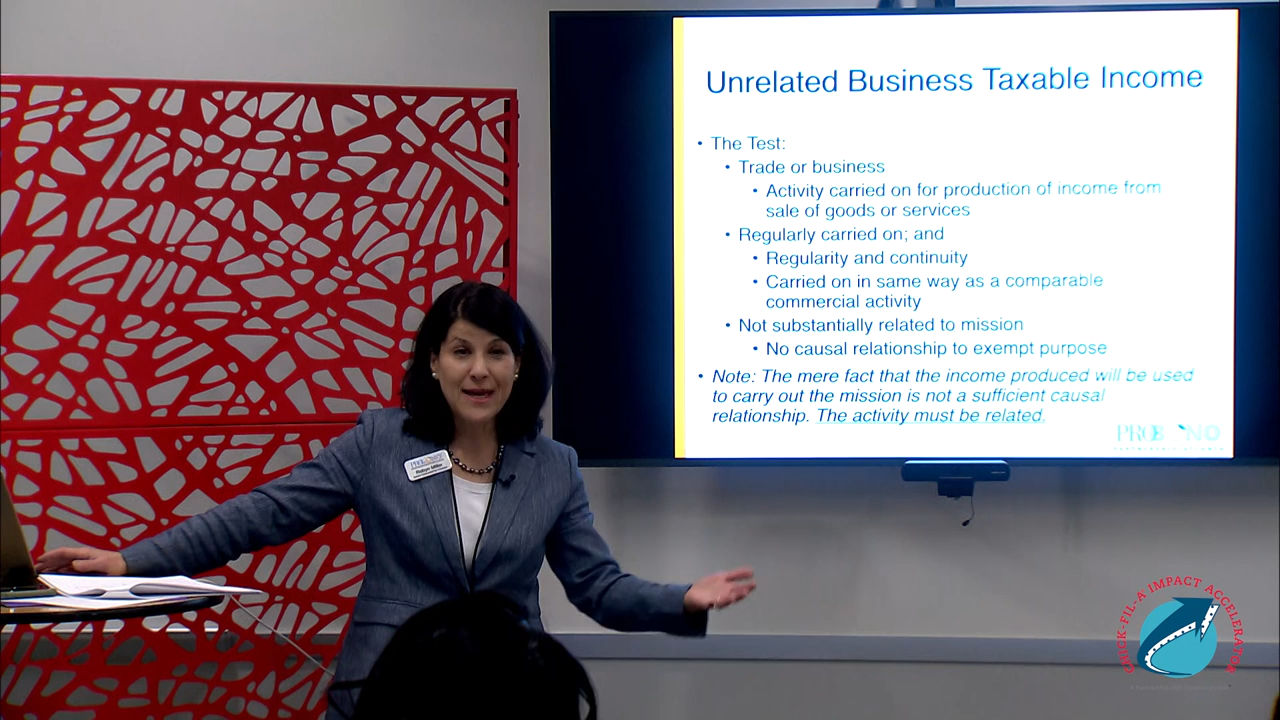 Unrelated Business Taxable Income
• The Test:
• Trade or business
• Activity carried on for production of income from
sale of goods or services
• Regularly carried on; and
• Regularity and continuity
• Carried on in same way as a comparable
commercial activity
• Not substantially related to mission
• No causal relationship to exempt purpose
• Note: The mere fact that the income produced will be used
to carry out the mission is not a sufficient causal
relationship. The activity must be related.
PRO BONO
Robyn Miller
CHICK-FIL-A IMPACT ACCELERATOR